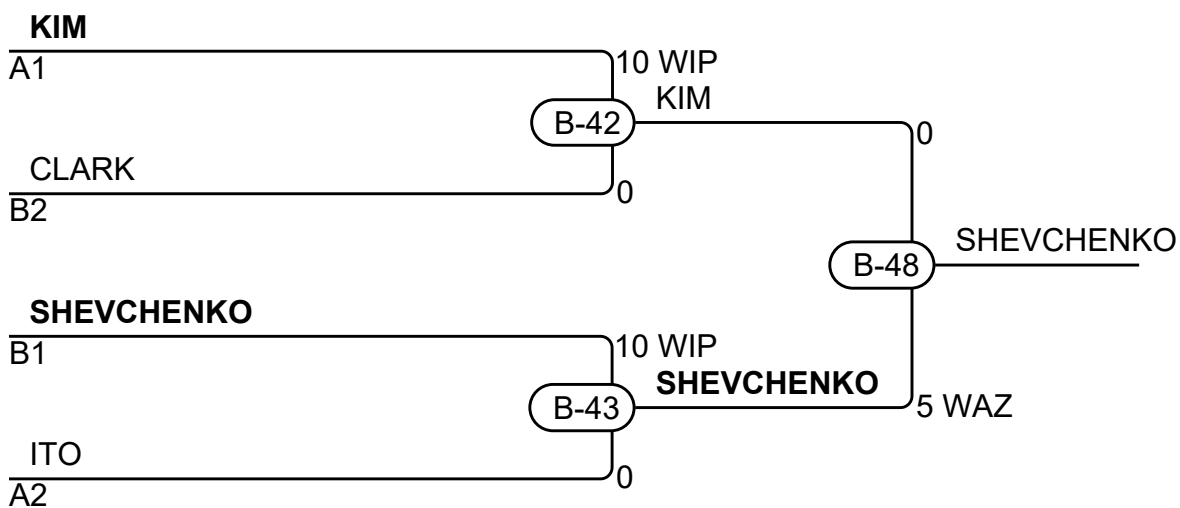 KIM
A1
10 WIP
KIM
B-42
0
CLARK
B2
0
SHEVCHENKO
B-48
SHEVCHENKO
B1
10 WIP
SHEVCHENKO
B-43
5 WAZ
ITO
A2
0